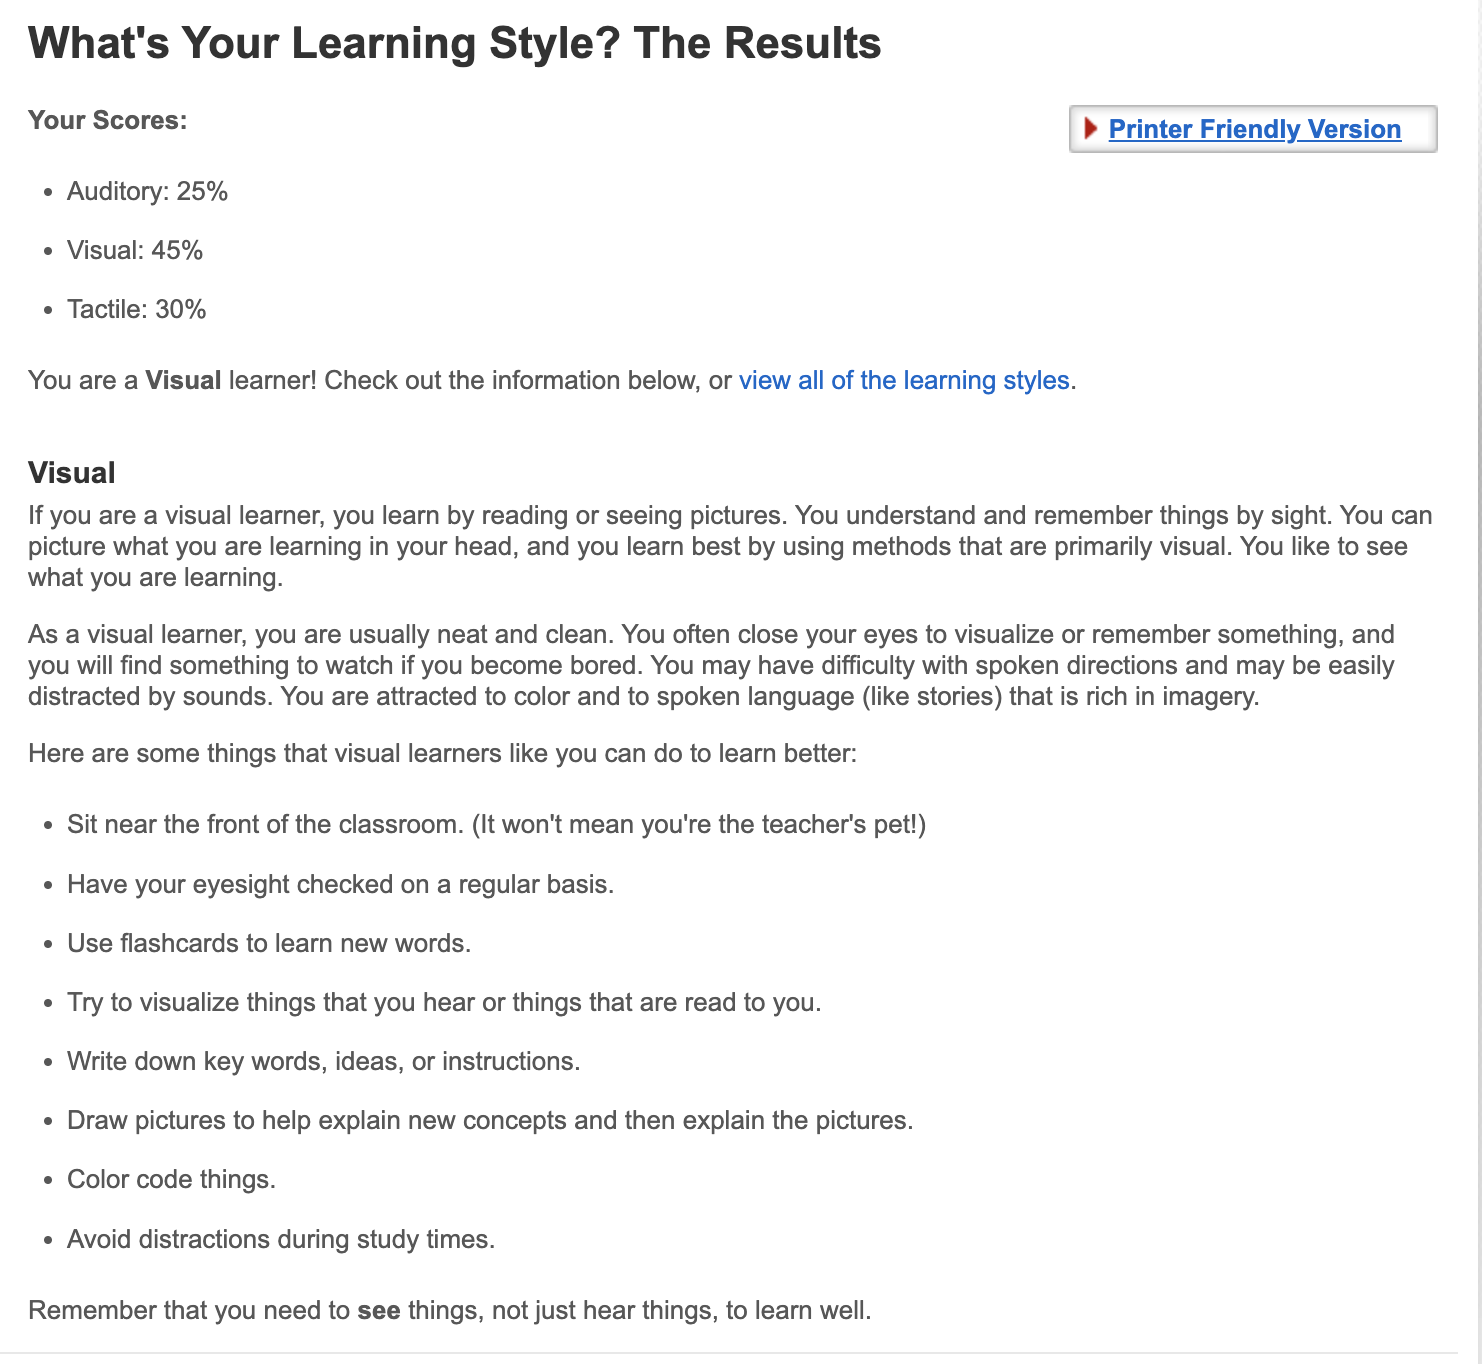 What's Your Learning Style? The Results
Your Scores:
Printer Friendly Version
• Auditory: 25%
• Visual: 45%
• Tactile: 30%
You are a Visual learner! Check out the information below, or view all of the learning styles.
Visual
If you are a visual learner, you learn by reading or seeing pictures. You understand and remember things by sight. You can
picture what you are learning in your head, and you learn best by using methods that are primarily visual. You like to see
what you are learning.
As a visual learner, you are usually neat and clean. You often close your eyes to visualize or remember something, and
you will find something to watch if you become bored. You may have difficulty with spoken directions and may be easily
distracted by sounds. You are attracted to color and to spoken language (like stories) that is rich in imagery.
Here are some things that visual learners like you can do to learn better:
• Sit near the front of the classroom. (It won't mean you're the teacher's pet!)
• Have your eyesight checked on a regular basis.
• Use flashcards to learn new words.
• Try to visualize things that you hear or things that are read to you.
• Write down key words, ideas, or instructions.
• Draw pictures to help explain new concepts and then explain the pictures.
• Color code things.
• Avoid distractions during study times.
Remember that you need to see things, not just hear things, to learn well.